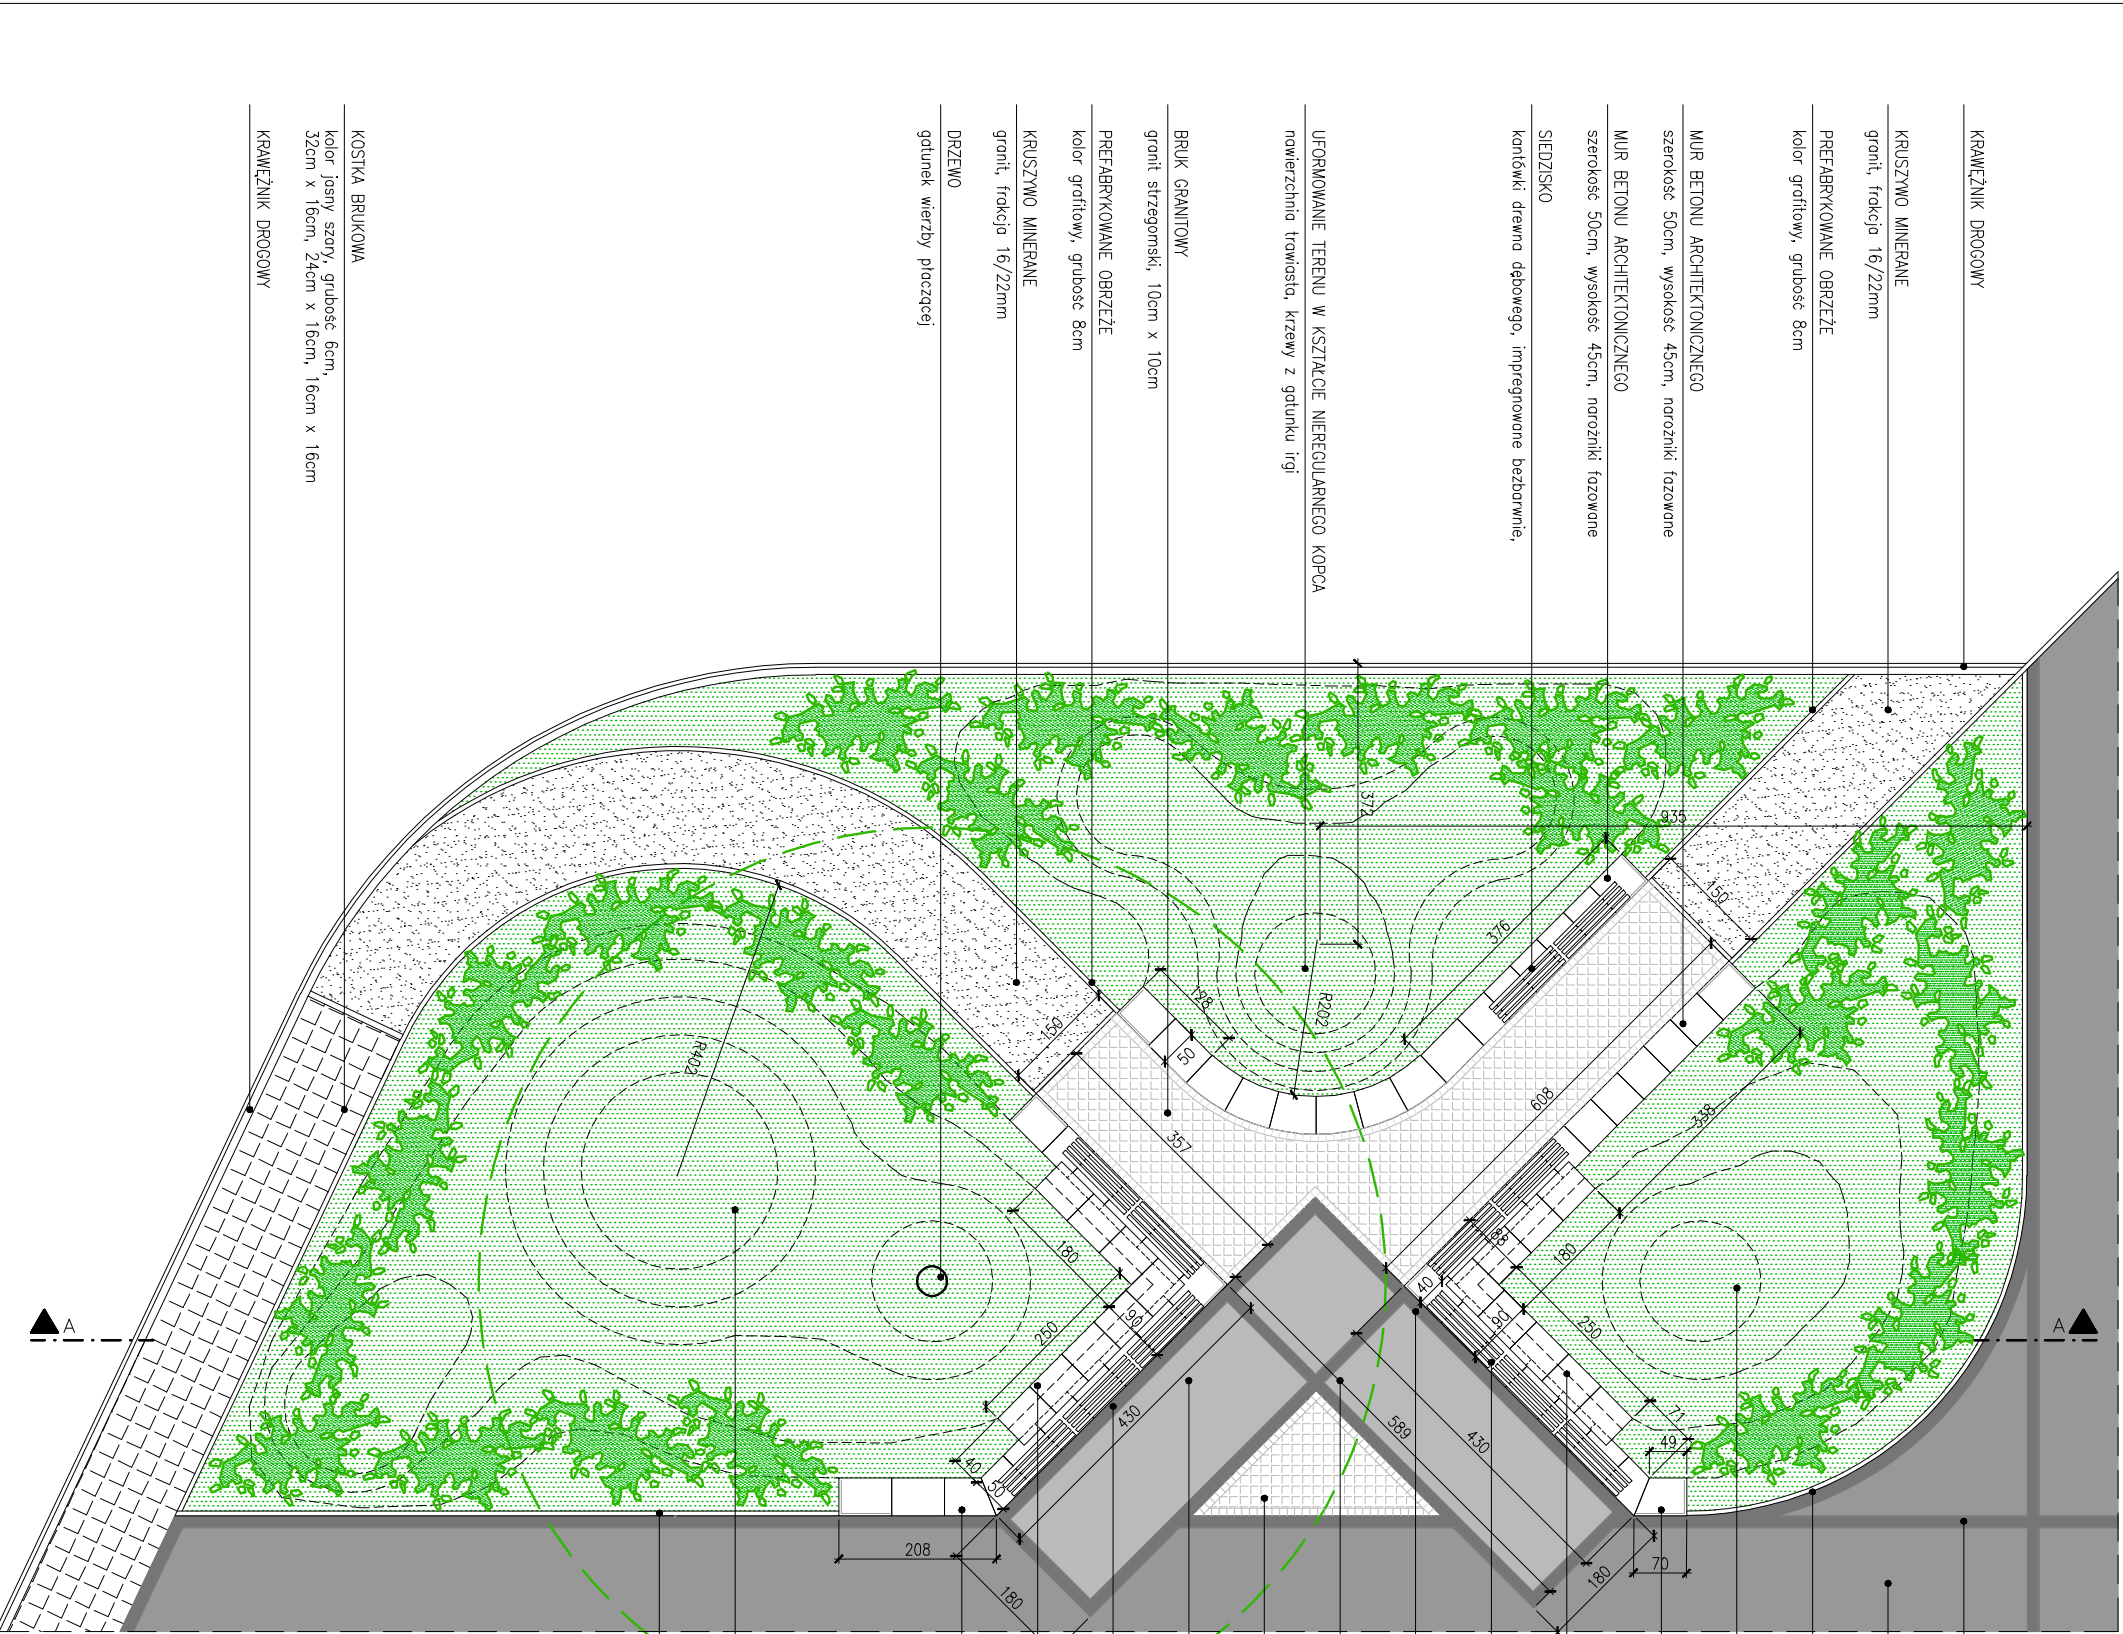 KRAWĘŻNIK DROGOWY
KOSTKA BRUKOWA
kolor jasny szary, grubość 6cm,
32cm x 16cm, 24cm x 16cm, 16cm x 16cm
DRZEWO
gatunek wierzby płaczącej
KRUSZYWO MINERANE
granit, frakcja 16/22mm
PREFABRYKOWANE OBRZEŻE
kolor grafitowy, grubość 8cm
BRUK GRANITOWY
granit strzegomski, 10cm x 10cm
UFORMOWANIE TERENU W KSZTAŁCIE NIEREGULARNEGO KOPCA
nawierzchnia trawiasta, krzewy z gatunku irgi
SIEDZISKO
kantówki drewna dębowego, impregnowane bezbarwnie,
MUR BETONU ARCHITEKTONICZNEGO
szerokość 50cm, wysokość 45cm, narożniki fazowane
MUR BETONU ARCHITEKTONICZNEGO
szerokość 50cm, wysokość 45cm, narożniki fazowane
PREFABRYKOWANE OBRZEŻE
kolor grafitowy, grubość 8cm
KRUSZYWO MINERANE
granit, frakcja 16/22mm
KRAWĘŻNIK DROGOWY
372
935
150
376
128
R202
150
50
R402
608
338
357
188
180
180
40
90
90
250
250
A
A
430
589
430
71
49
40
50
208
180
180
70